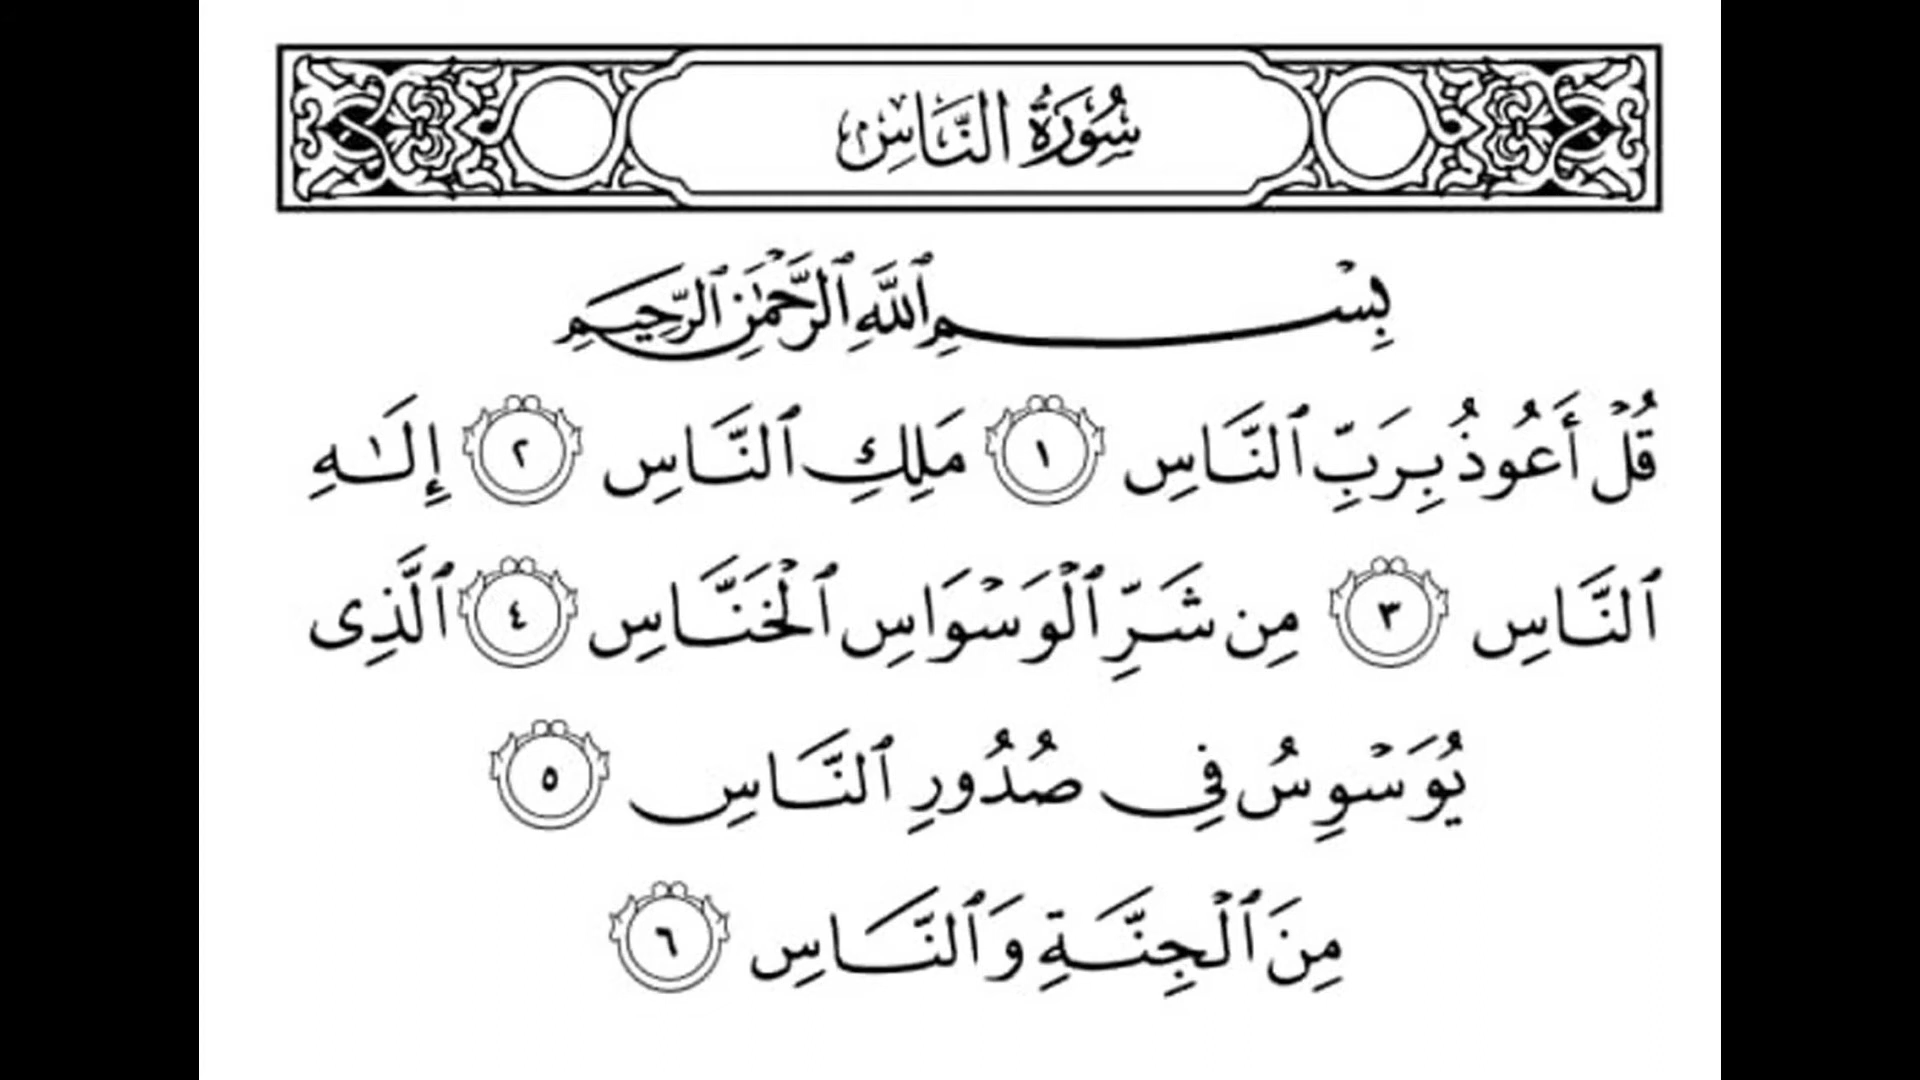 سُورَةُ النَّاسِ
بِسْمِ ٱللَّهِ ٱلرَّحْمَٰنِ ٱلرَّحِيمِ
قُلْ أَعُوذُ بِرَبِّ ٱلنَّاسِ ١ مَلِكِ ٱلنَّاسِ ٢ إِلَٰهِ
ٱلنَّاسِ ٣ مِن شَرِّ ٱلْوَسْوَاسِ ٱلْخَنَّاسِ ٤ ٱلَّذِى
يُوَسْوِسُ فِى صُدُورِ ٱلنَّاسِ ٥
مِنَ ٱلْجِنَّةِ وَٱلنَّاسِ ٦